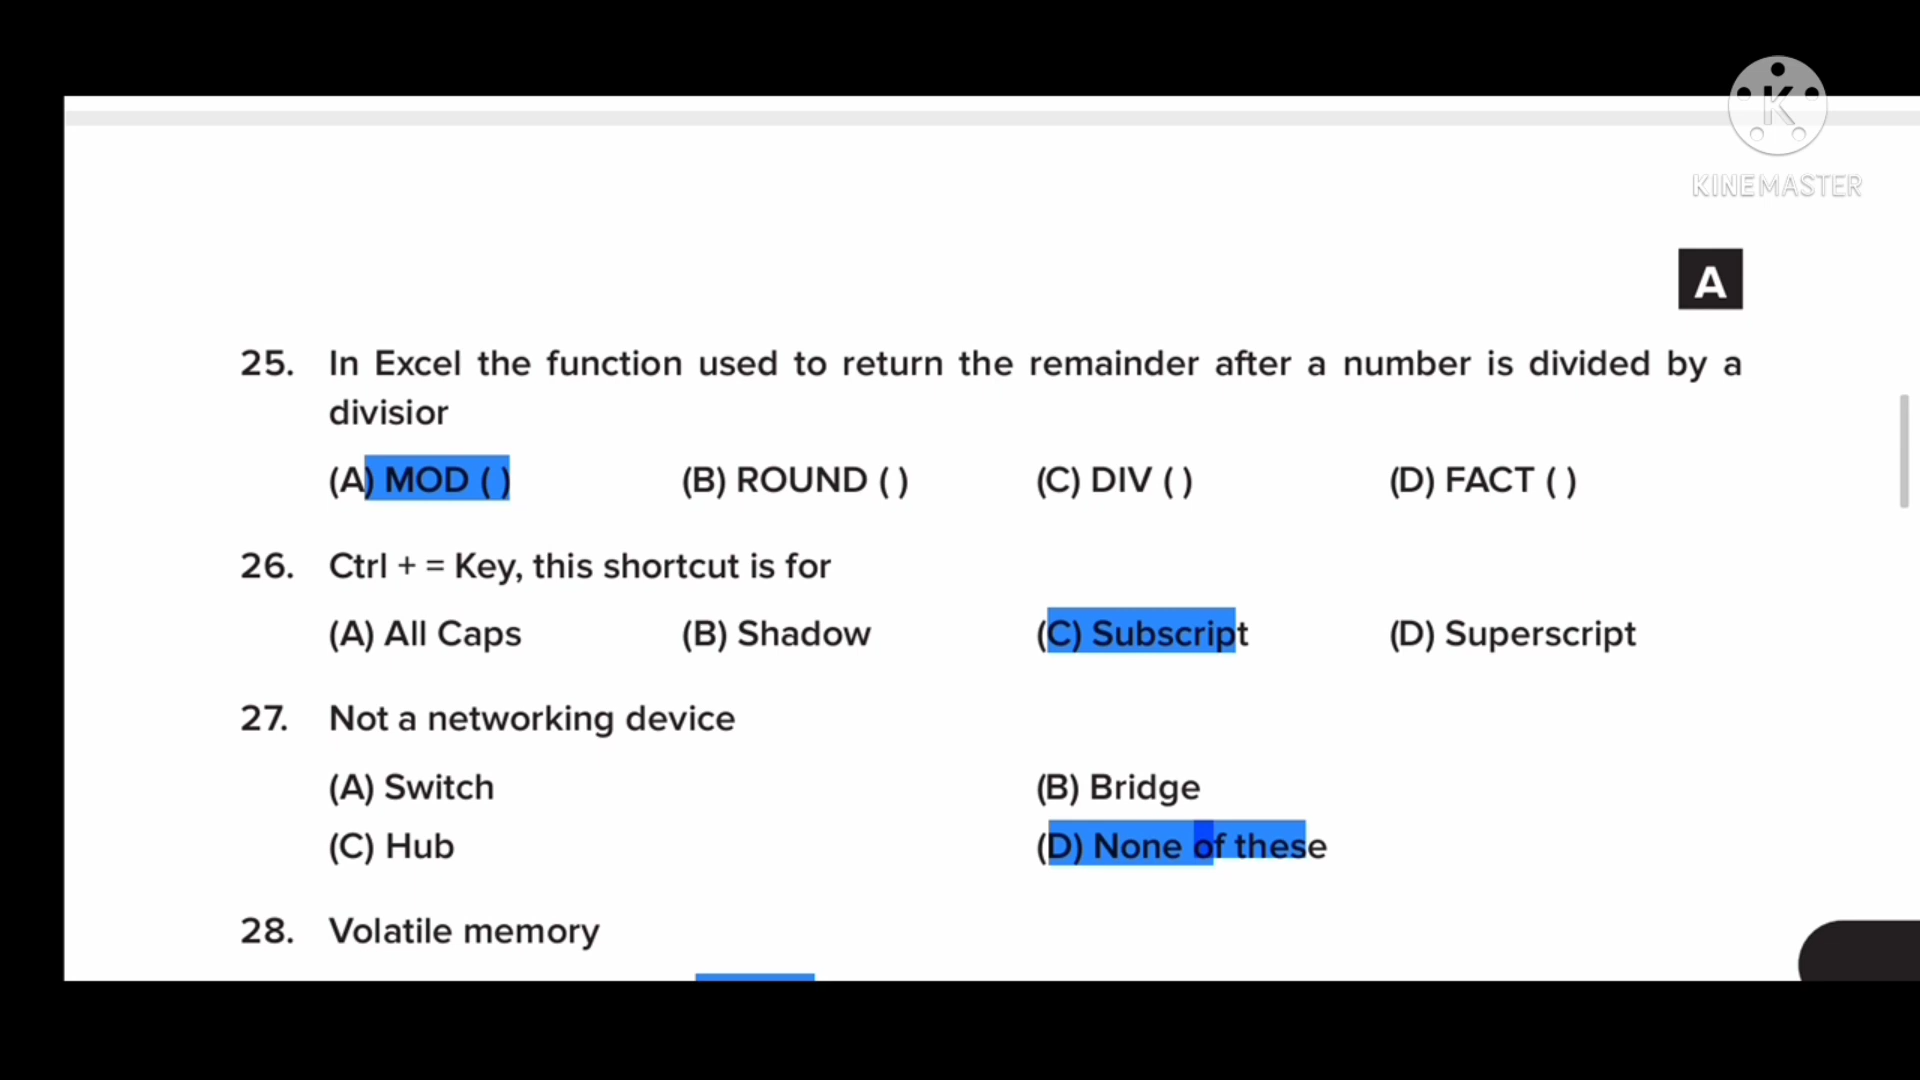 K
KINEMASTER
A
25. In Excel the function used to return the remainder after a number is divided by a
divisior
(A) MOD ( ) (B) ROUND ( ) (C) DIV ( ) (D) FACT ( )
26. Ctrl + = Key, this shortcut is for
(A) All Caps (B) Shadow (C) Subscript (D) Superscript
27. Not a networking device
(A) Switch (B) Bridge
(C) Hub (D) None of these
28. Volatile memory